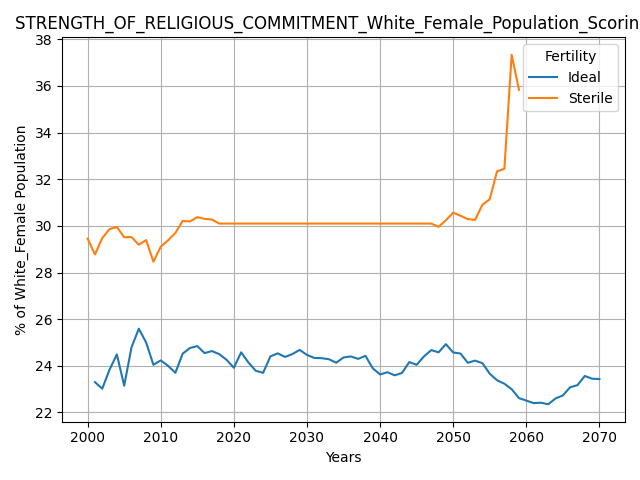 STRENGTH_OF_RELIGIOUS_COMMITMENT_White_Female_Population_Scorin
Fertility
Ideal
Sterile
% of White_Female Population
38
36
34
32
30
28
26
24
22
2000 2010 2020 2030 2040 2050 2060 2070
Years